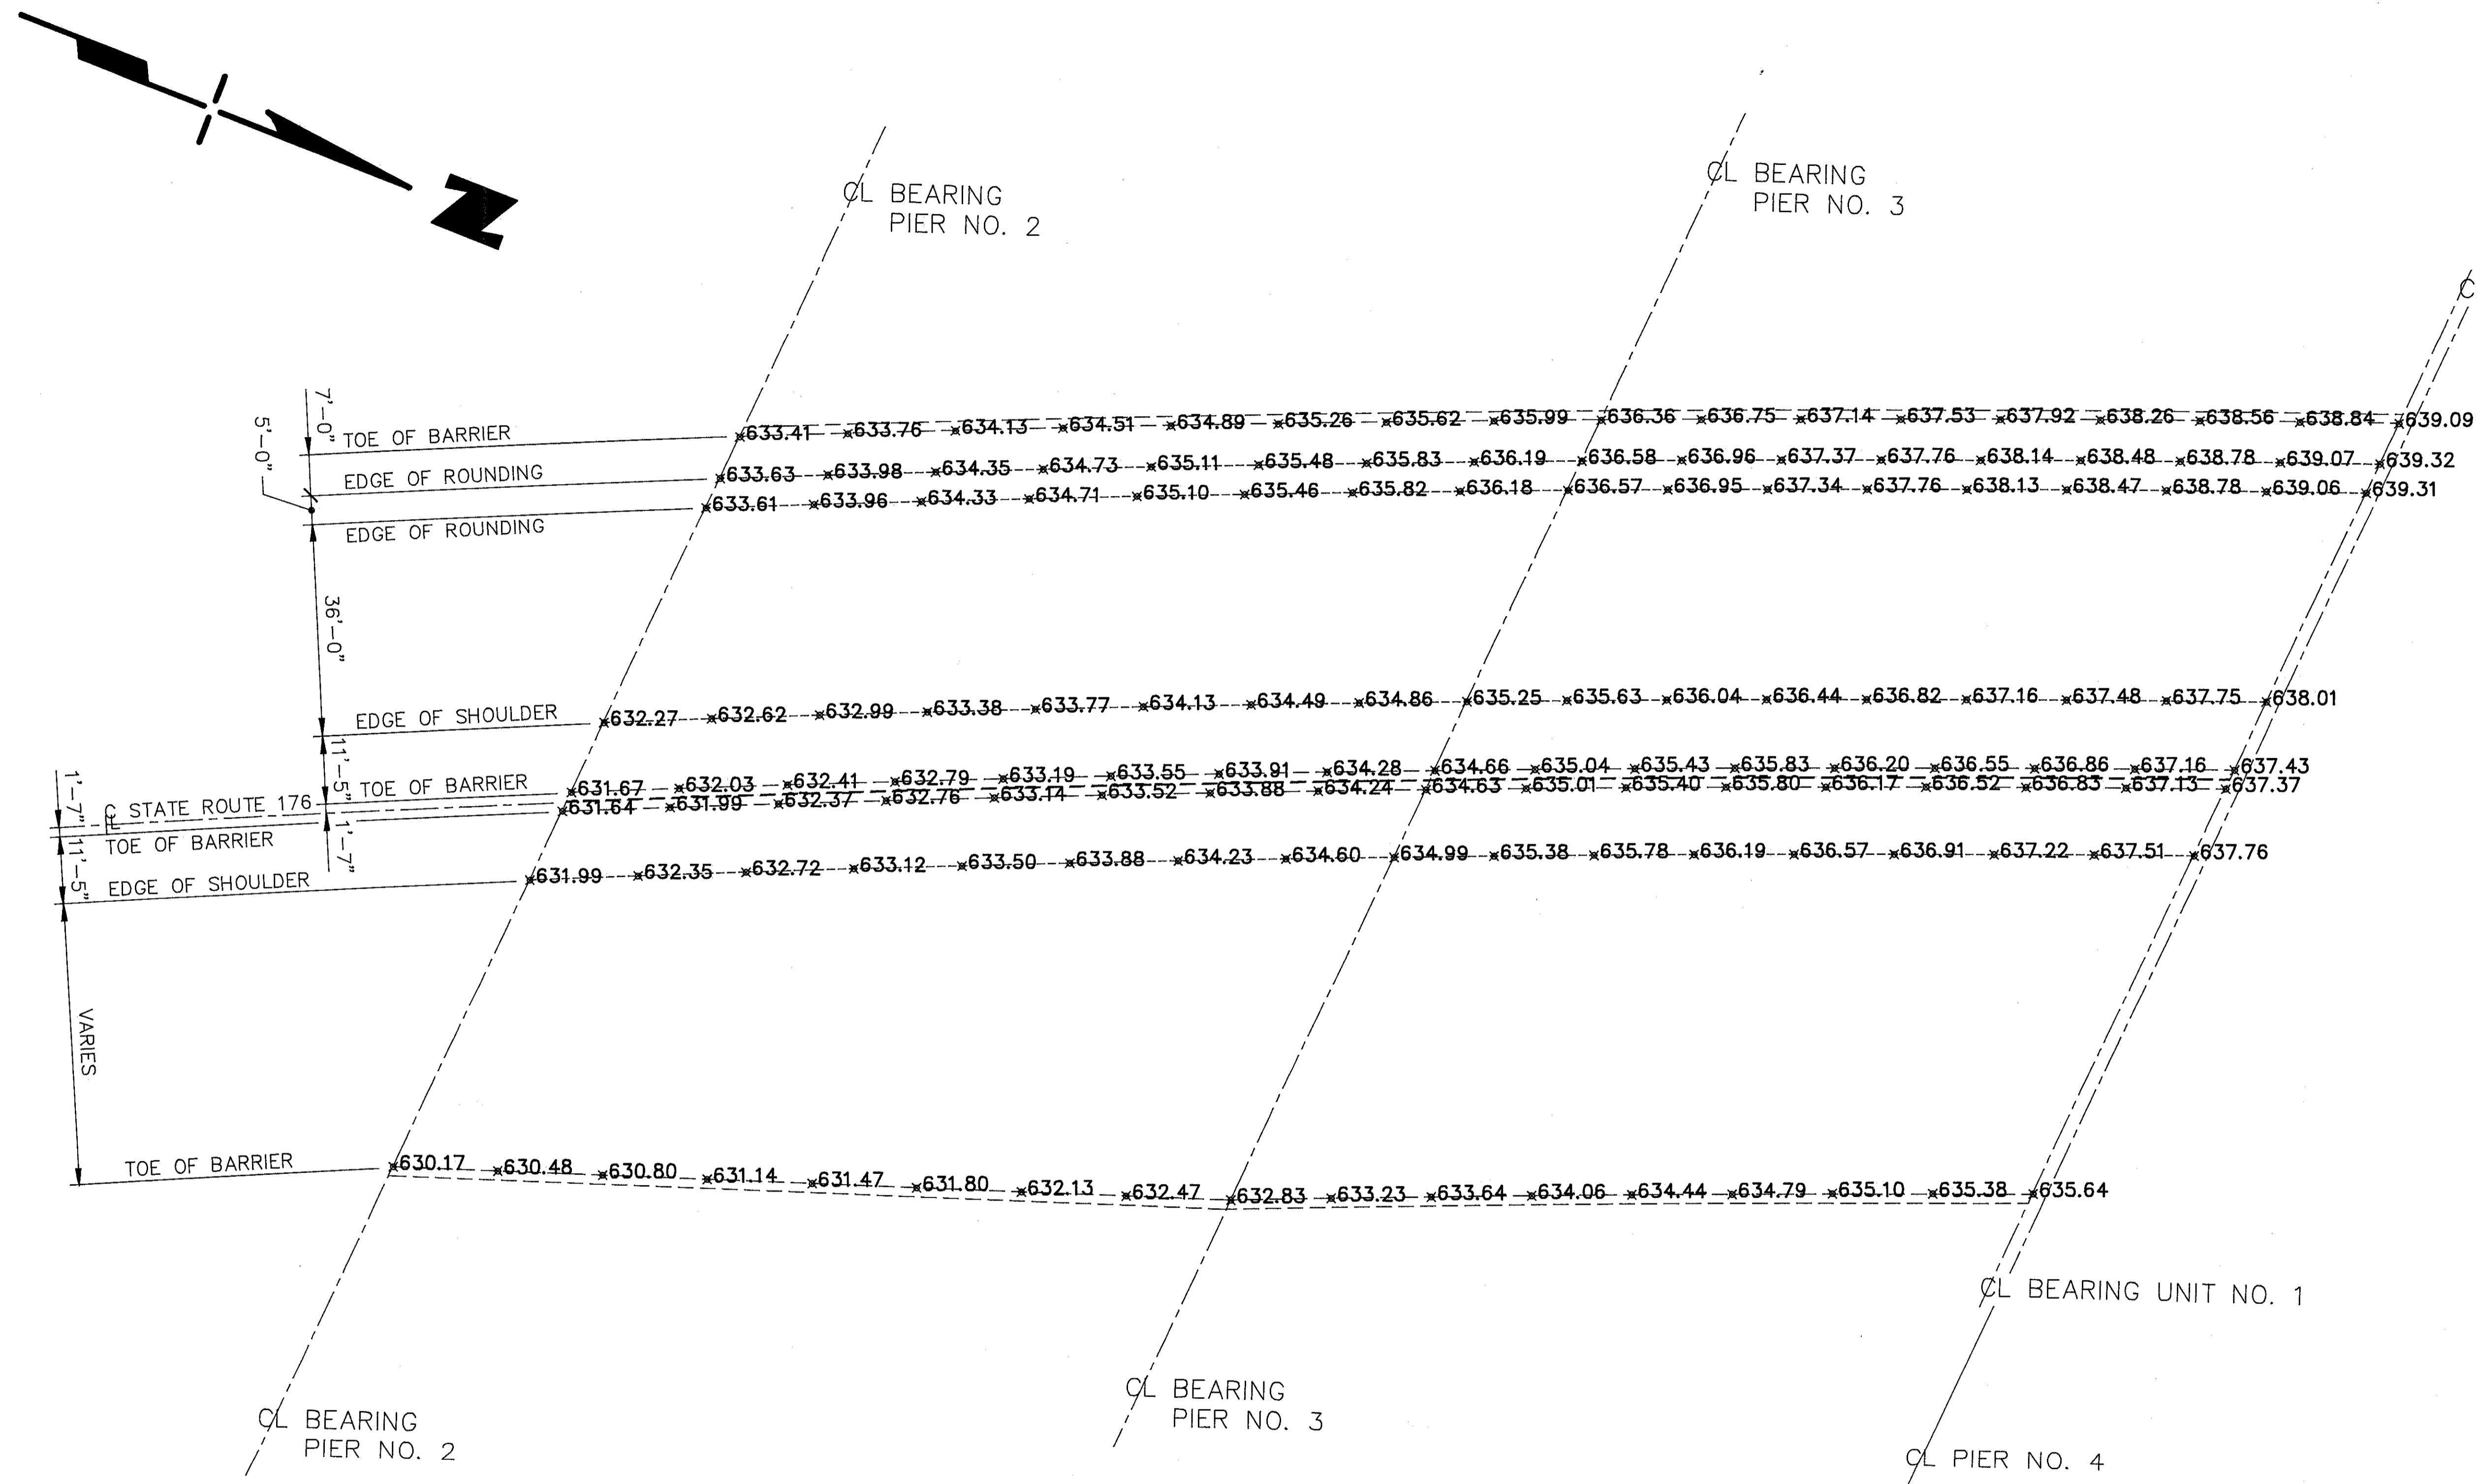 N
CL BEARING
PIER NO. 2
CL BEARING
PIER NO. 3
C
7'-0"
5'-0"
36'-0"
11'-5"
1'-7"
1'-7"
11'-5"
VARIES
TOE OF BARRIER
633.41 633.76 634.13 634.51 634.89 635.26 635.62 635.99 636.36 636.75 637.14 637.53 637.92 638.26 638.56 638.84 639.09
EDGE OF ROUNDING
633.63 633.98 634.35 634.73 635.11 635.48 635.83 636.19 636.58 636.96 637.37 637.76 638.14 638.48 638.78 639.07 639.32
EDGE OF ROUNDING
633.61 633.96 634.33 634.71 635.10 635.46 635.82 636.18 636.57 636.95 637.34 637.76 638.13 638.47 638.78 639.06 639.31
EDGE OF SHOULDER
632.27 632.62 632.99 633.38 633.77 634.13 634.49 634.86 635.25 635.63 636.04 636.44 636.82 637.16 637.48 637.75 638.01
TOE OF BARRIER
631.67 632.03 632.41 632.79 633.19 633.55 633.91 634.28 634.66 635.04 635.43 635.83 636.20 636.55 636.86 637.16 637.43
℄ STATE ROUTE 176
TOE OF BARRIER
631.64 631.99 632.37 632.76 633.14 633.52 633.88 634.24 634.63 635.01 635.40 635.80 636.17 636.52 636.83 637.13 637.37
EDGE OF SHOULDER
631.99 632.35 632.72 633.12 633.50 633.88 634.23 634.60 634.99 635.38 635.78 636.19 636.57 636.91 637.22 637.51 637.76
TOE OF BARRIER
630.17 630.48 630.80 631.14 631.47 631.80 632.13 632.47 632.83 633.23 633.64 634.06 634.44 634.79 635.10 635.38 635.64
CL BEARING UNIT NO. 1
CL BEARING
PIER NO. 3
CL BEARING
PIER NO. 2
CL PIER NO. 4